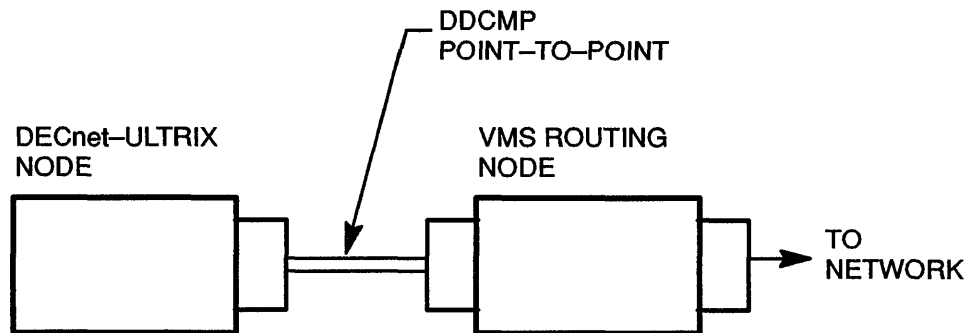 DDCMP
POINT–TO–POINT
DECnet–ULTRIX
NODE
VMS ROUTING
NODE
TO
NETWORK